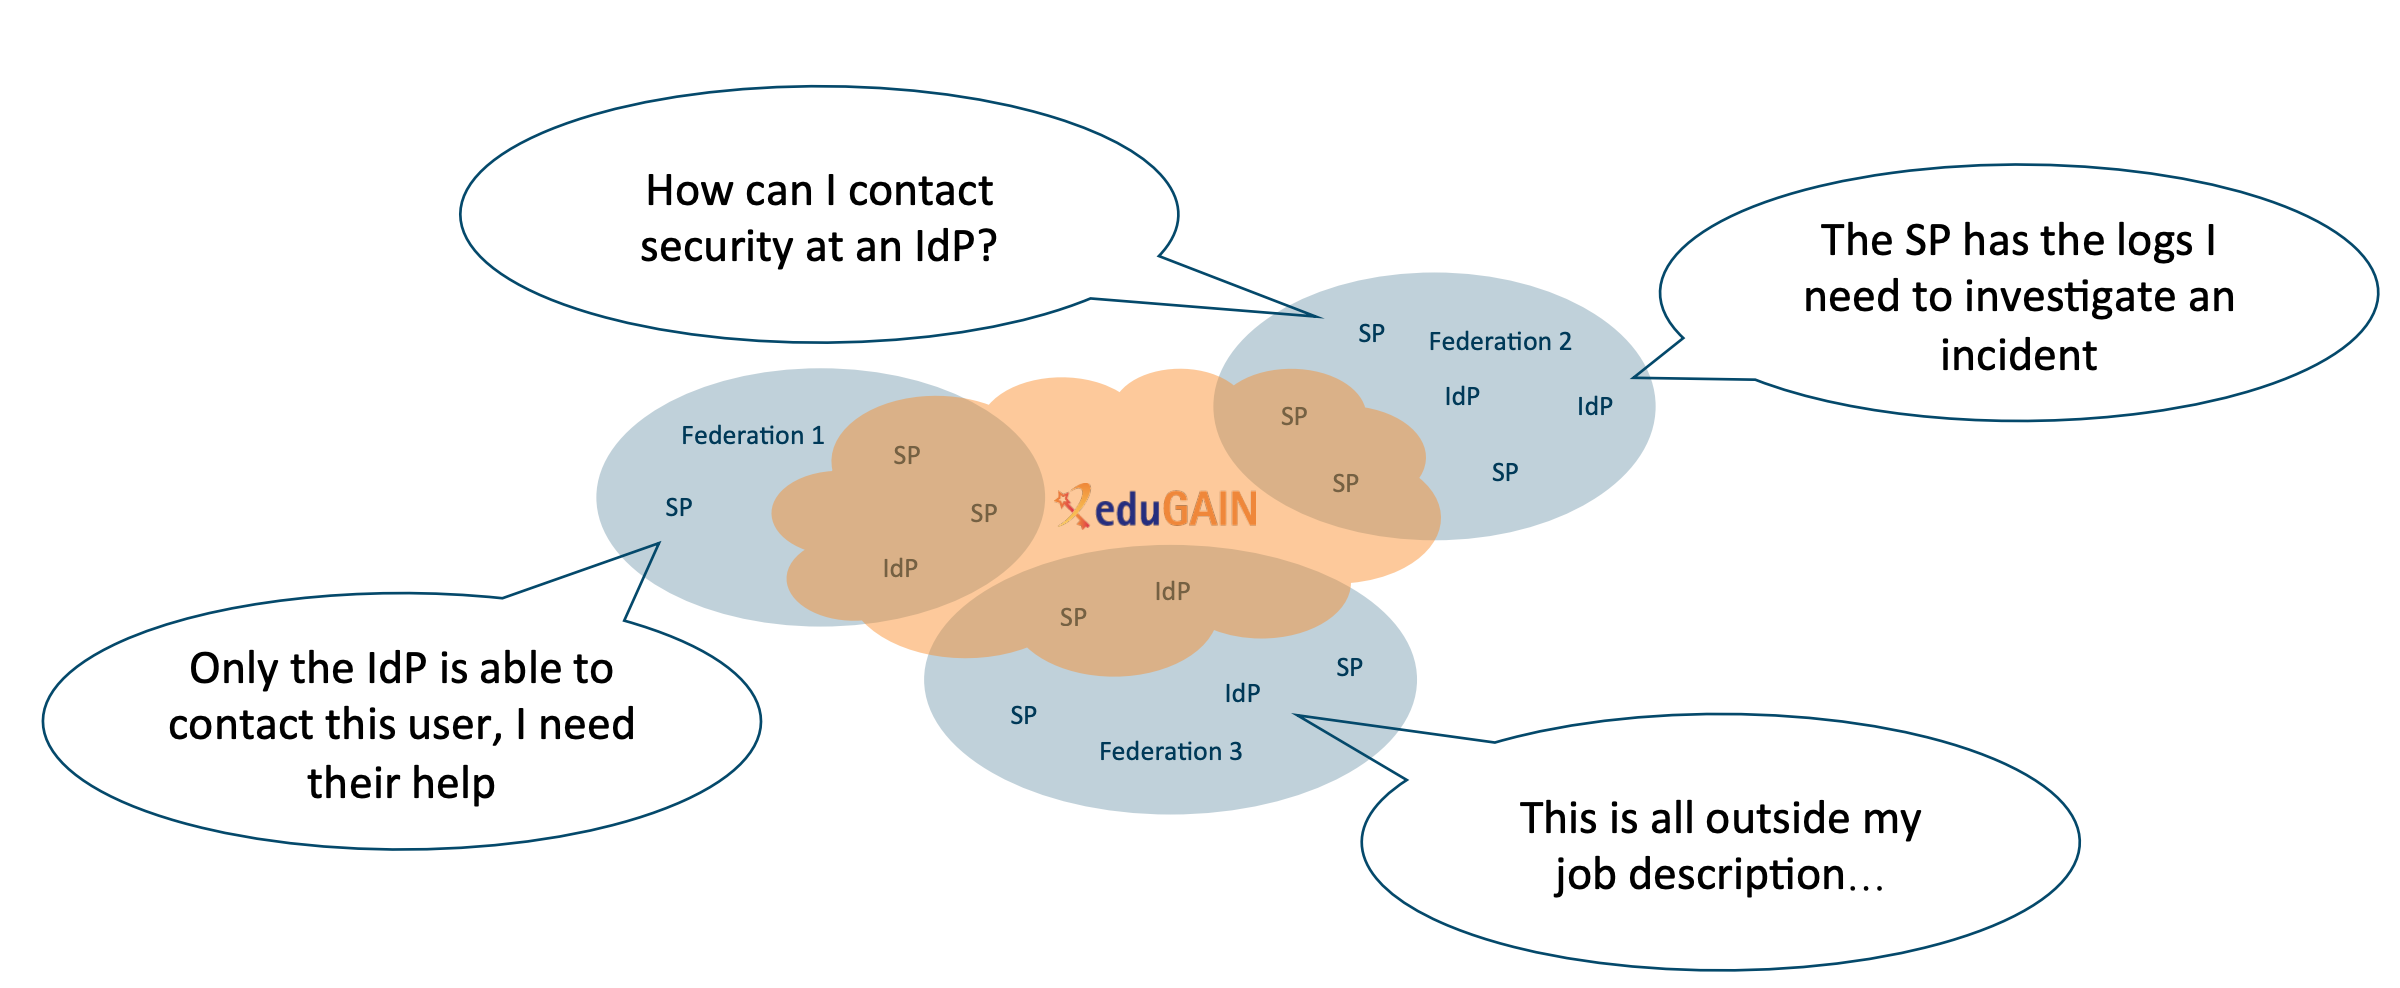 How can I contact
security at an IdP?
The SP has the logs I
need to investigate an
incident
SP
Federation 2
IdP
IdP
SP
SP
SP
Federation 1
SP
SP
SP
IdP
eduGAIN
IdP
SP
SP
IdP
SP
Federation 3
Only the IdP is able to
contact this user, I need
their help
This is all outside my
job description...